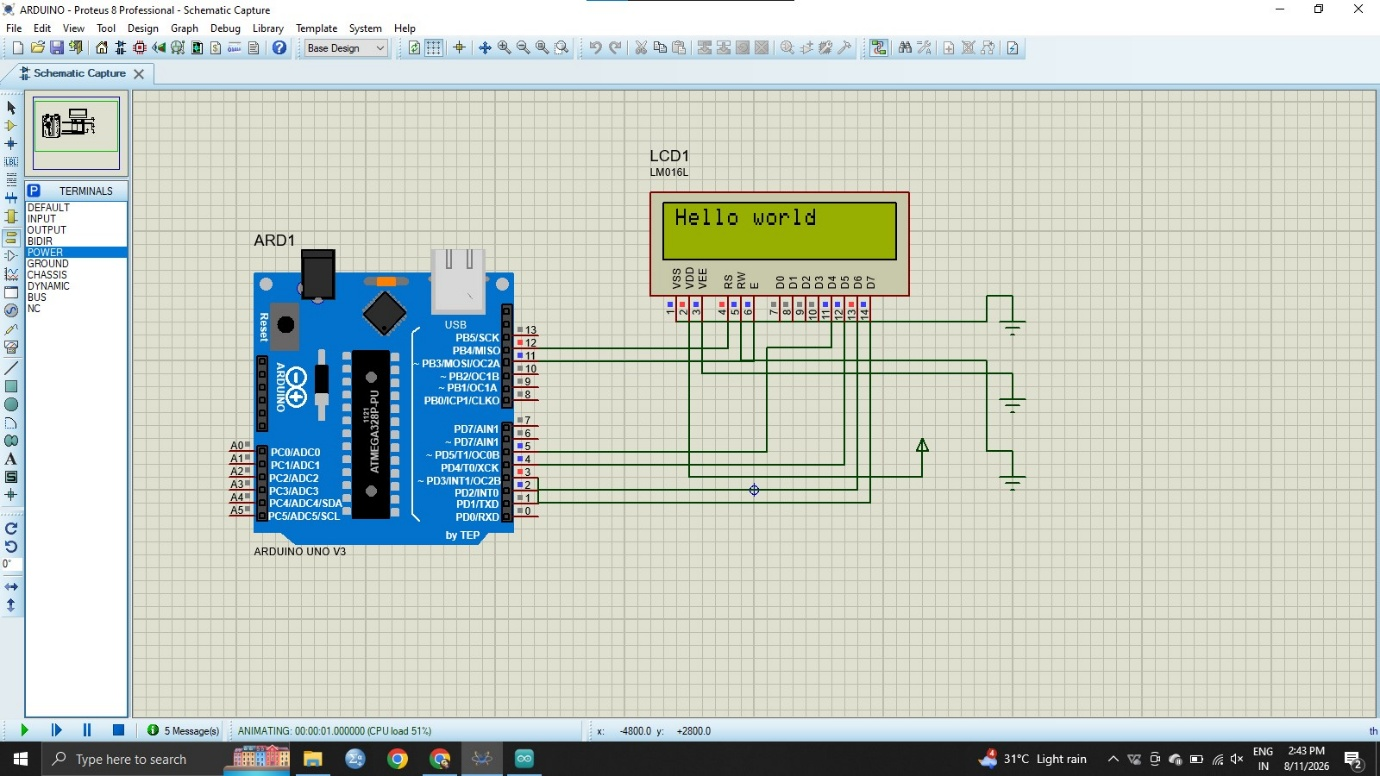 ARDUINO - Proteus 8 Professional - Schematic Capture
File Edit View Tool Design Graph Debug Library Template System Help
Base Design
Schematic Capture
P TERMINALS
DEFAULT
INPUT
OUTPUT
BIDIR
POWER
GROUND
CHASSIS
DYNAMIC
BUS
NC
LBL
A
0°
LCD1
LM016L
Hello world
VSS
VDD
VEE
RS
RW
E
D0
D1
D2
D3
D4
D5
D6
D7
1
2
3
4
5
6
7
8
9
10
11
12
13
14
ARD1
Reset
USB
ARDUINO
1121
ATMEGA328P-PU
PB5/SCK 13
PB4/MISO 12
~ PB3/MOSI/OC2A 11
~ PB2/OC1B 10
~ PB1/OC1A 9
PB0/ICP1/CLKO 8
PD7/AIN1 7
~ PD7/AIN1 6
~ PD5/T1/OC0B 5
PD4/T0/XCK 4
~ PD3/INT1/OC2B 3
PD2/INT0 2
PD1/TXD 1
PD0/RXD 0
A0 PC0/ADC0
A1 PC1/ADC1
A2 PC2/ADC2
A3 PC3/ADC3
A4 PC4/ADC4/SDA
A5 PC5/ADC5/SCL
by TEP
ARDUINO UNO V3
5 Message(s) ANIMATING: 00:00:01.000000 (CPU load 51%) x: -4800.0 y: +2800.0 th
Type here to search
4 31°C Light rain ENG 2:43 PM
IN 8/11/2026 2